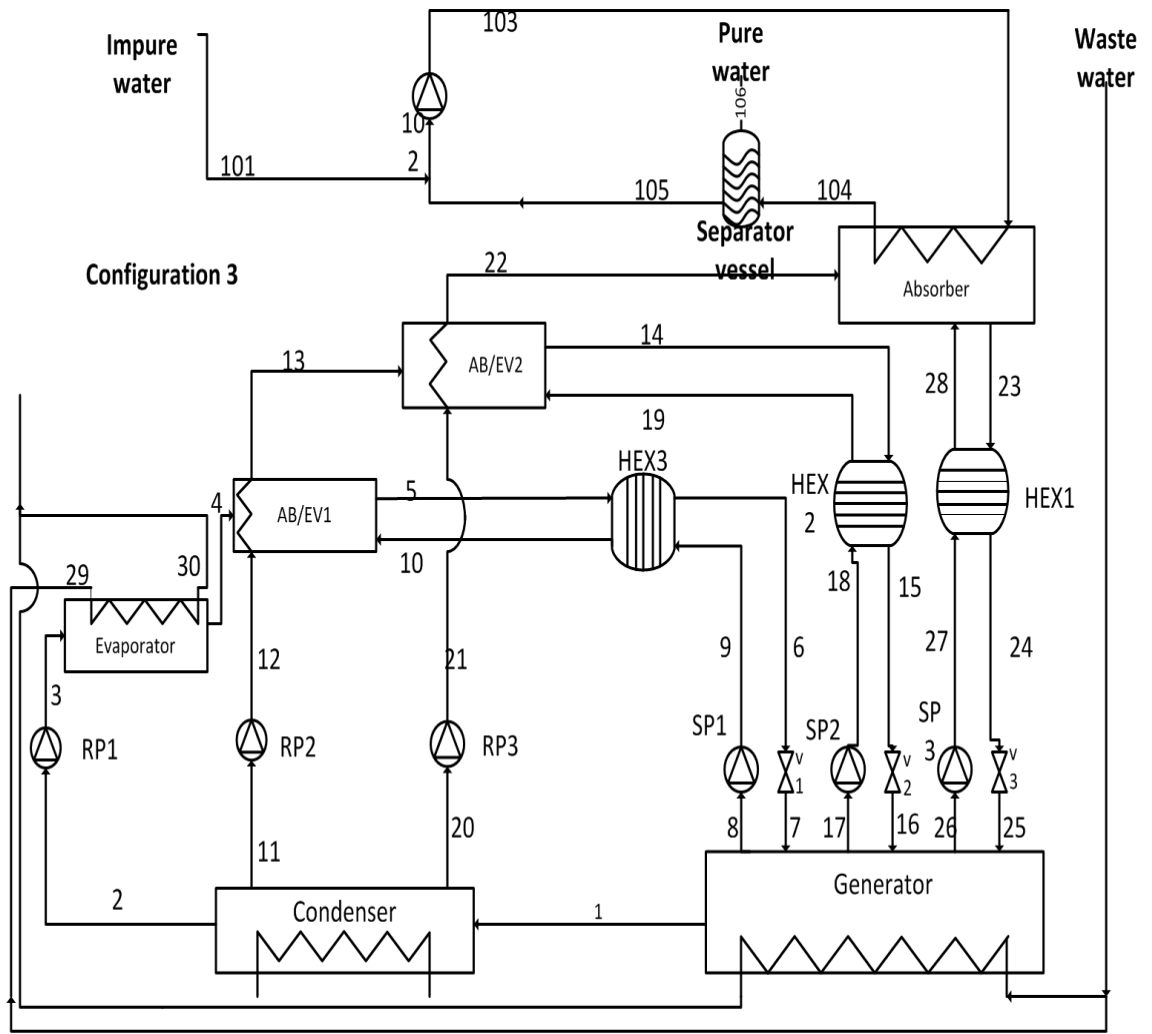 103
Impure
water
Pure
water
Waste
water
106
10
2
101
105
104
Separator
vessel
Configuration 3
22
Absorber
13
14
AB/EV2
28
23
19
HEX3
HEX
2
HEX1
4
5
AB/EV1
10
29
30
18
15
Evaporator
12
21
9
6
27
24
3
SP1
SP2
SP
3
RP1
RP2
RP3
v
1
v
2
v
3
11
20
8
7
17
16
26
25
Generator
2
Condenser
1